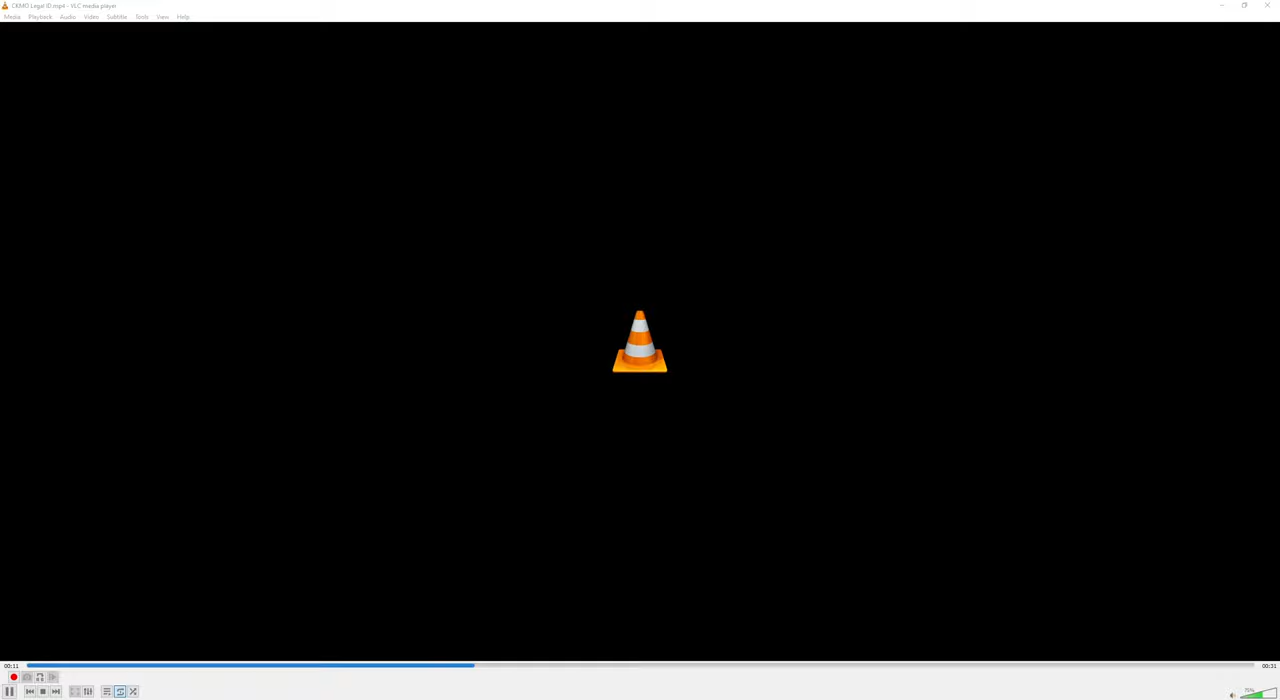 CKMO Legal ID.mp4 - VLC media player
Media Playback Audio Video Subtitle Tools View Help
00:11
00:31
70%